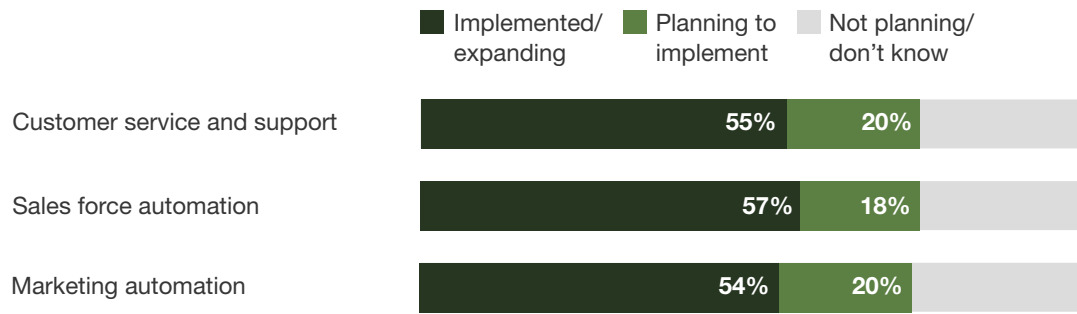 Implemented/
expanding
Planning to
implement
Not planning/
don’t know
Customer service and support 55% 20%
Sales force automation 57% 18%
Marketing automation 54% 20%